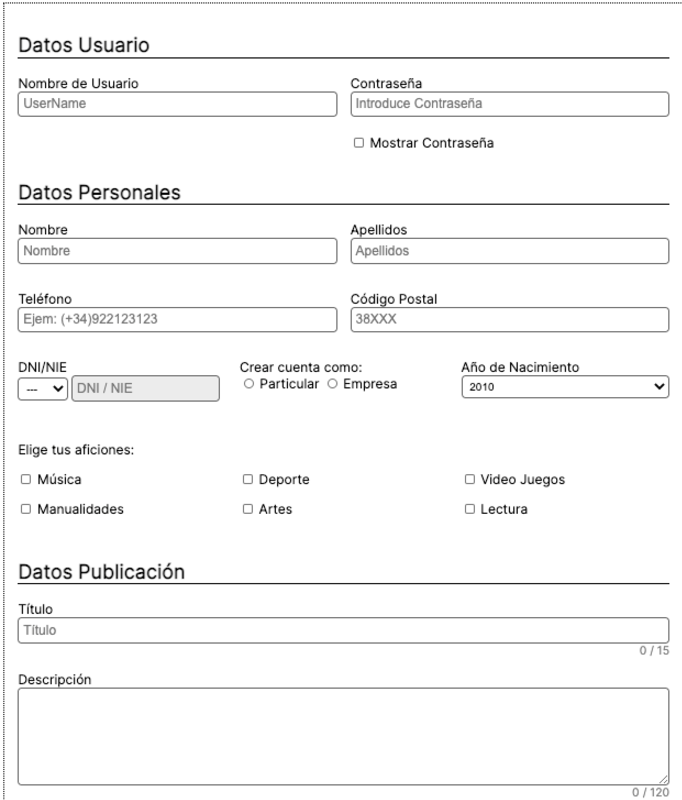 Datos Usuario
Nombre de Usuario Contraseña
UserName Introduce Contraseña
Mostrar Contraseña
Datos Personales
Nombre Apellidos
Nombre Apellidos
Teléfono Código Postal
Ejem: (+34)922123123 38XXX
DNI/NIE Crear cuenta como: Año de Nacimiento
--- DNI / NIE Particular Empresa 2010
Elige tus aficiones:
Música Deporte Video Juegos
Manualidades Artes Lectura
Datos Publicación
Título
Título
0 / 15
Descripción
0 / 120